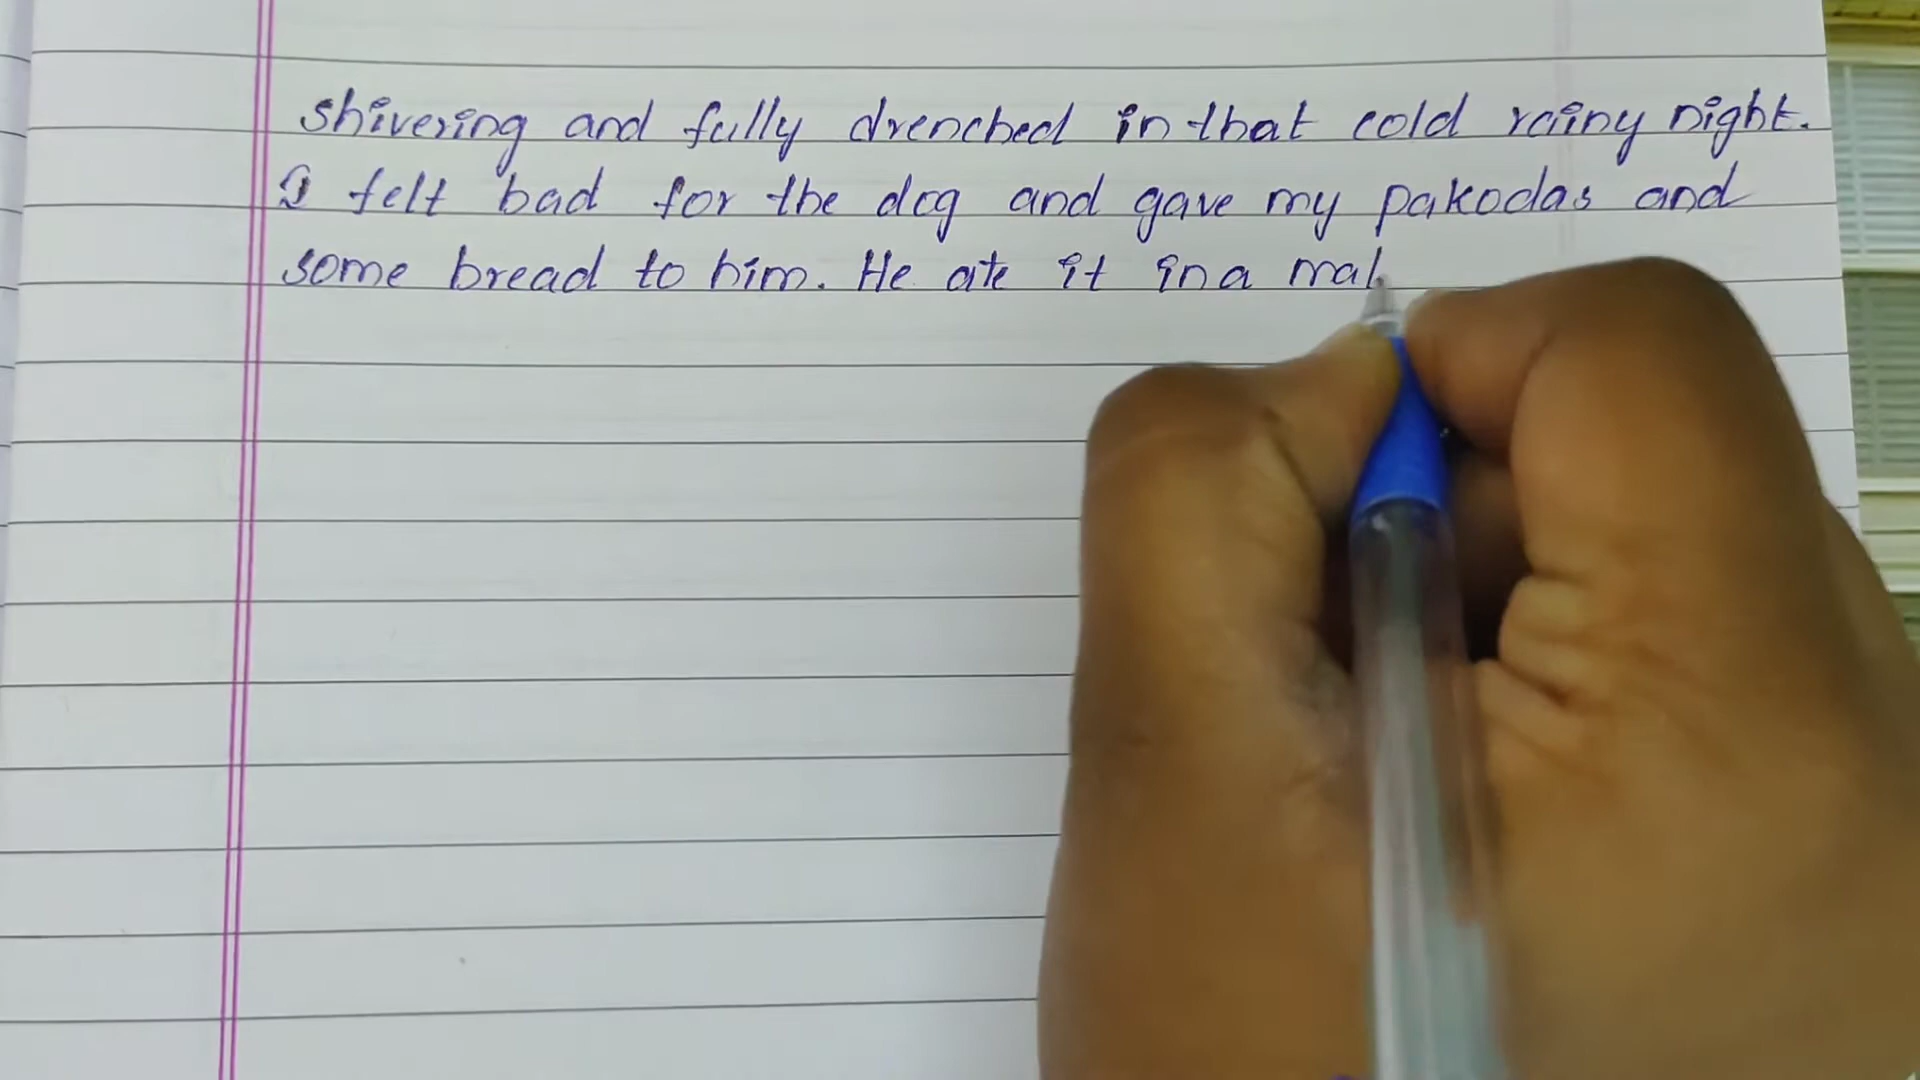 shivering and fully drenched in that cold rainy night.
I felt bad for the dog and gave my pakodas and
some bread to him. He ate it in a